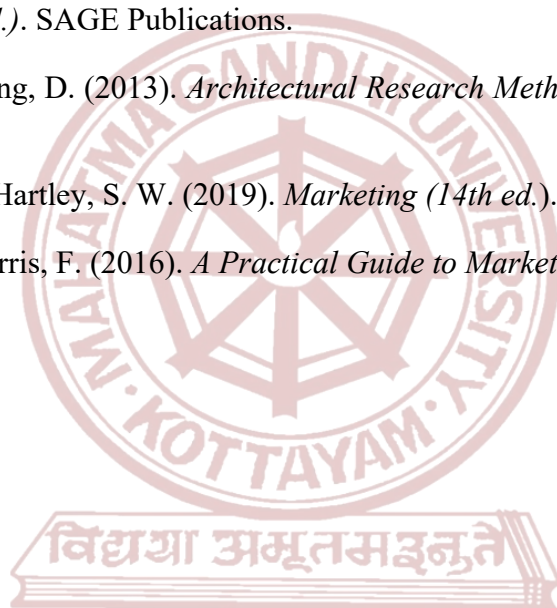 .). SAGE Publications.
ng, D. (2013). Architectural Research Meth
Hartley, S. W. (2019). Marketing (14th ed.).
rris, F. (2016). A Practical Guide to Market
MAHATMA GANDHI UNIVERSITY
KOTTAYAM
विद्यया अमृतमश्नुते